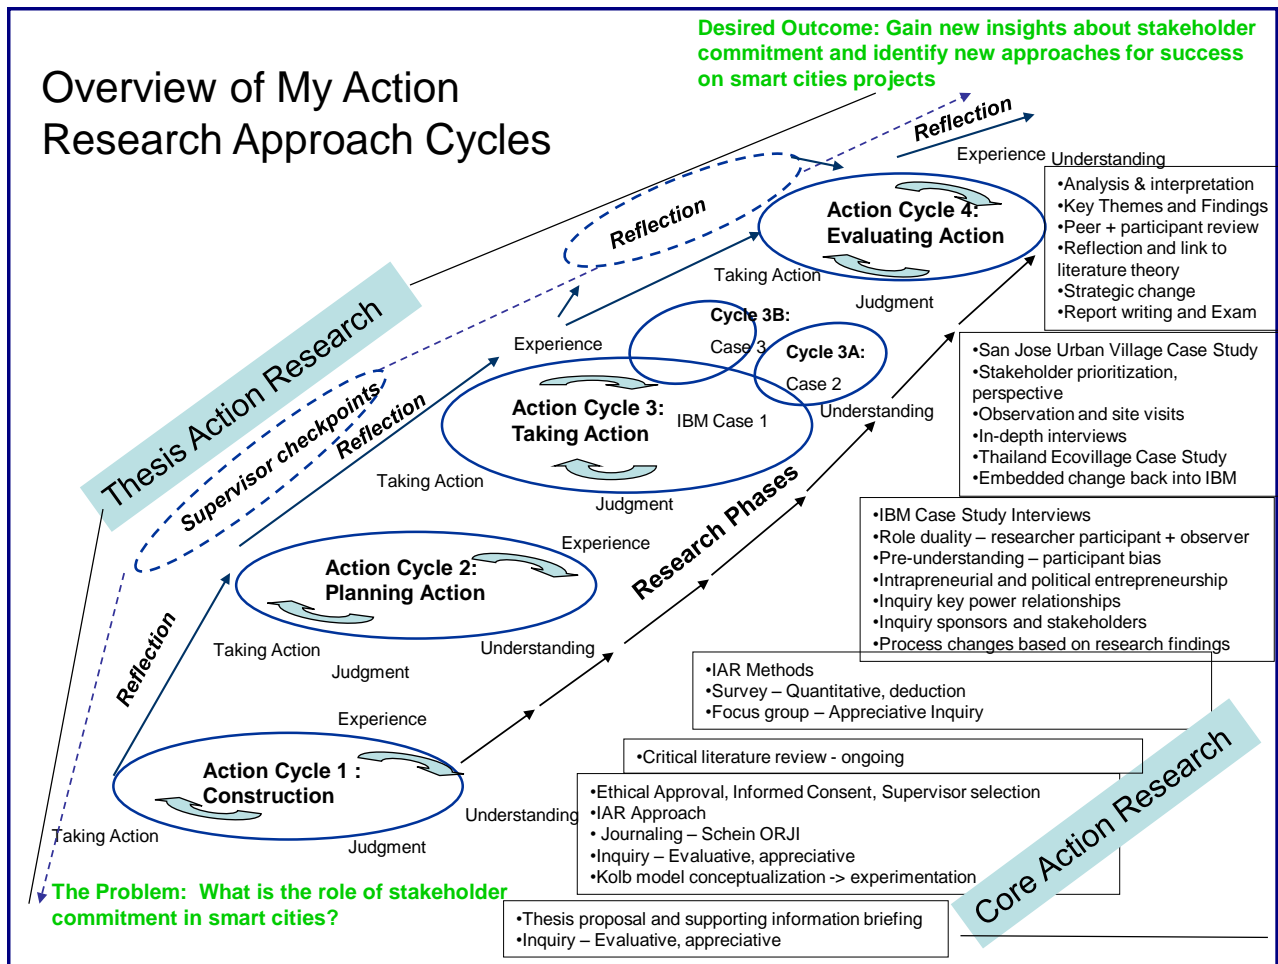 Desired Outcome: Gain new insights about stakeholder
commitment and identify new approaches for success
on smart cities projects
Overview of My Action
Research Approach Cycles
Reflection
Experience
Understanding
•Analysis & interpretation
•Key Themes and Findings
•Peer + participant review
•Reflection and link to
literature theory
•Strategic change
•Report writing and Exam
Action Cycle 4:
Evaluating Action
Reflection
Taking Action
Judgment
Thesis Action Research
Cycle 3B:
Case 3
Cycle 3A:
Case 2
Experience
Understanding
•San Jose Urban Village Case Study
•Stakeholder prioritization,
perspective
•Observation and site visits
•In-depth interviews
•Thailand Ecovillage Case Study
•Embedded change back into IBM
Action Cycle 3:
Taking Action
IBM Case 1
Reflection
Supervisor checkpoints
Taking Action
Judgment
Research Phases
•IBM Case Study Interviews
•Role duality – researcher participant + observer
•Pre-understanding – participant bias
•Intrapreneurial and political entrepreneurship
•Inquiry key power relationships
•Inquiry sponsors and stakeholders
•Process changes based on research findings
Experience
Action Cycle 2:
Planning Action
Taking Action
Judgment
Understanding
Reflection
•IAR Methods
•Survey – Quantitative, deduction
•Focus group – Appreciative Inquiry
Experience
•Critical literature review - ongoing
Action Cycle 1 :
Construction
Understanding
Taking Action
Judgment
•Ethical Approval, Informed Consent, Supervisor selection
•IAR Approach
• Journaling – Schein ORJI
•Inquiry – Evaluative, appreciative
•Kolb model conceptualization -> experimentation
Core Action Research
The Problem: What is the role of stakeholder
commitment in smart cities?
•Thesis proposal and supporting information briefing
•Inquiry – Evaluative, appreciative